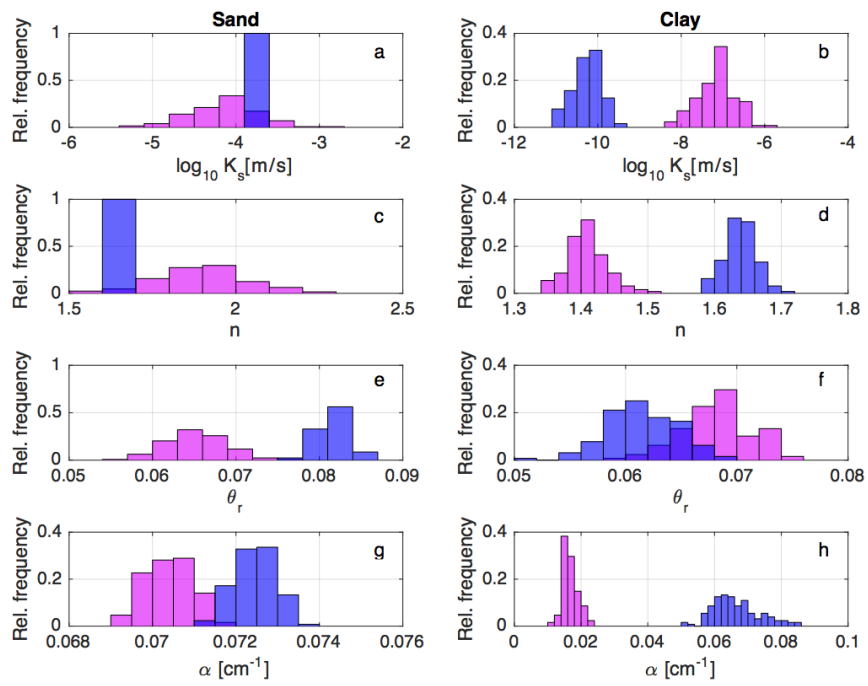 Sand
Clay
Rel. frequency
1
0.5
0
a
-6
-5
-4
-3
-2
log10 Ks[m/s]
Rel. frequency
0.4
0.2
0
b
-12
-10
-8
-6
-4
log10 Ks[m/s]
Rel. frequency
1
0.5
0
c
1.5
2
2.5
n
Rel. frequency
0.4
0.2
0
d
1.3
1.4
1.5
1.6
1.7
1.8
n
Rel. frequency
1
0.5
0
e
0.05
0.06
0.07
0.08
0.09
θr
Rel. frequency
0.4
0.2
0
f
0.05
0.06
0.07
0.08
θr
Rel. frequency
0.4
0.2
0
g
0.068
0.07
0.072
0.074
0.076
α [cm-1]
Rel. frequency
0.4
0.2
0
h
0
0.02
0.04
0.06
0.08
0.1
α [cm-1]